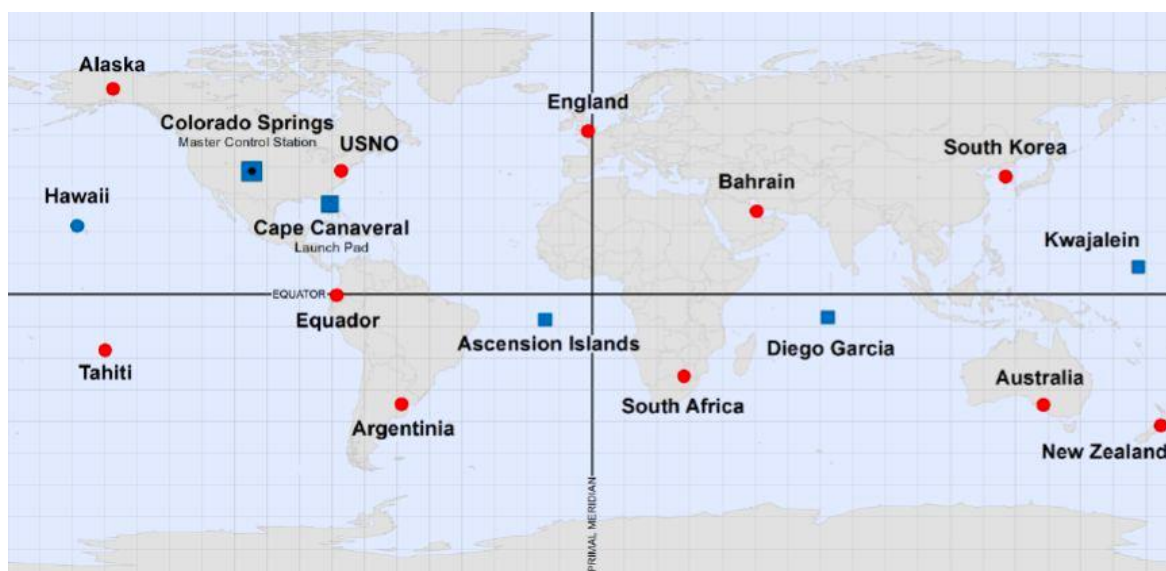 Alaska
England
Colorado Springs
Master Control Station
USNO
South Korea
Bahrain
Hawaii
Cape Canaveral
Launch Pad
Kwajalein
EQUATOR
Equador
Ascension Islands
Diego Garcia
Tahiti
Australia
South Africa
Argentinia
New Zealand
PRIMAL MERIDIAN